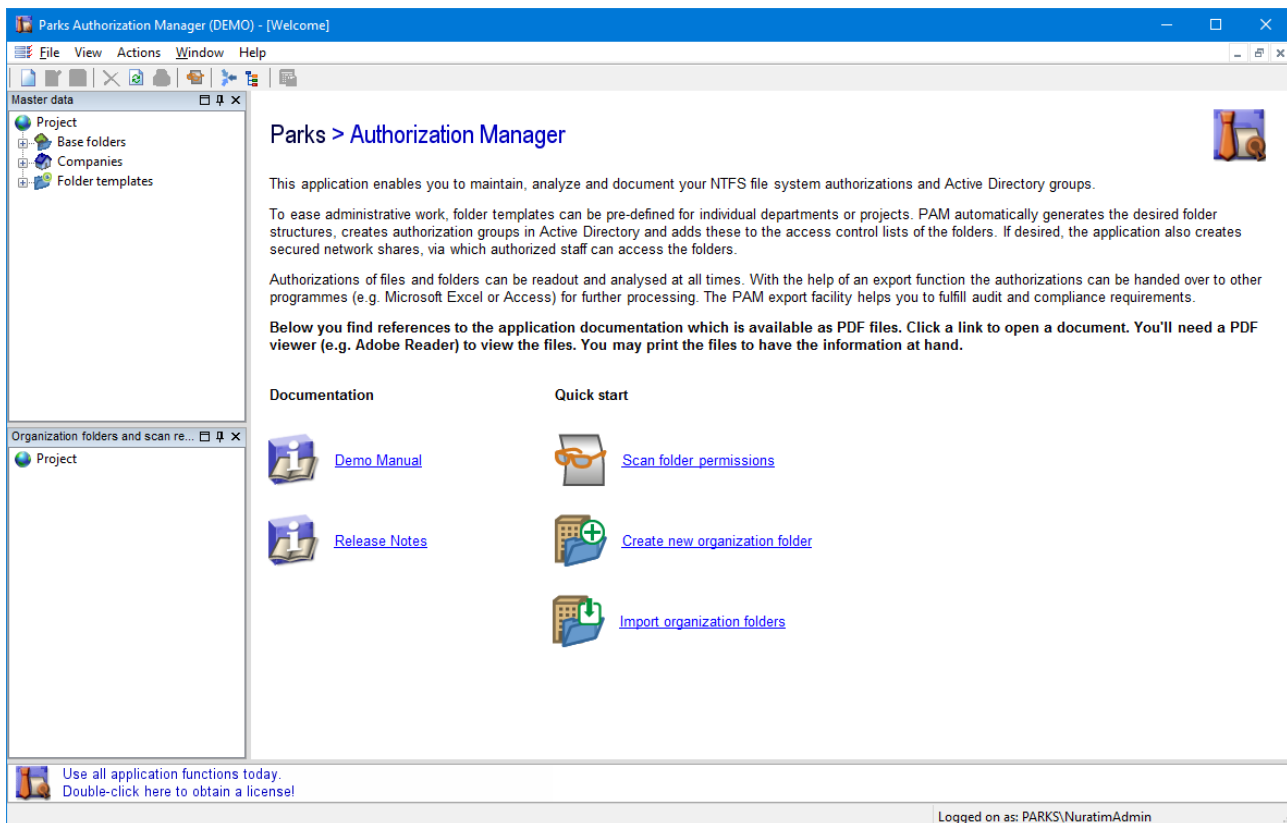 Parks Authorization Manager (DEMO) - [Welcome]
File View Actions Window Help
Master data
Project
Base folders
Companies
Folder templates
Organization folders and scan re...
Project
Parks > Authorization Manager
This application enables you to maintain, analyze and document your NTFS file system authorizations and Active Directory groups.
To ease administrative work, folder templates can be pre-defined for individual departments or projects. PAM automatically generates the desired folder
structures, creates authorization groups in Active Directory and adds these to the access control lists of the folders. If desired, the application also creates
secured network shares, via which authorized staff can access the folders.
Authorizations of files and folders can be readout and analysed at all times. With the help of an export function the authorizations can be handed over to other
programmes (e.g. Microsoft Excel or Access) for further processing. The PAM export facility helps you to fulfill audit and compliance requirements.
Below you find references to the application documentation which is available as PDF files. Click a link to open a document. You'll need a PDF
viewer (e.g. Adobe Reader) to view the files. You may print the files to have the information at hand.
Documentation
Demo Manual
Release Notes
Quick start
Scan folder permissions
Create new organization folder
Import organization folders
Use all application functions today.
Double-click here to obtain a license!
Logged on as: PARKS\NuratimAdmin